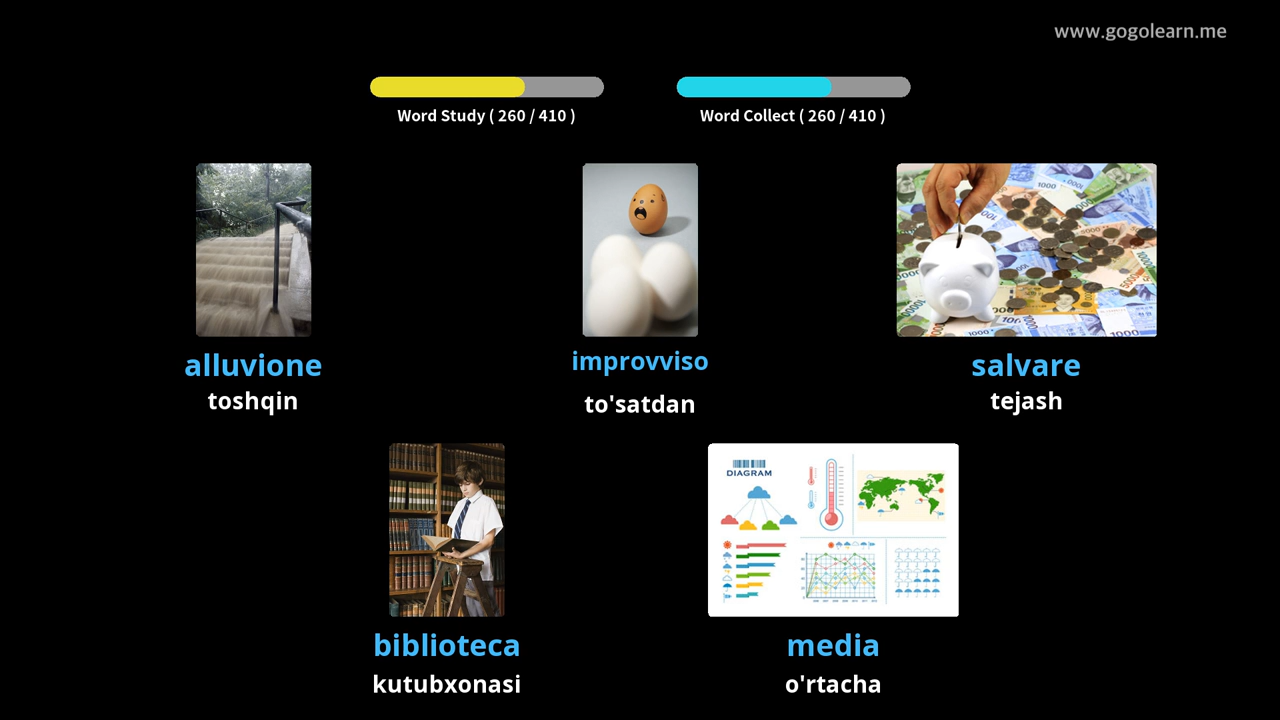 www.gogolearn.me
Word Study ( 260 / 410 )
Word Collect ( 260 / 410 )
alluvione
toshqin
improvviso
to'satdan
salvare
tejash
DIAGRAM
biblioteca
kutubxonasi
media
o'rtacha